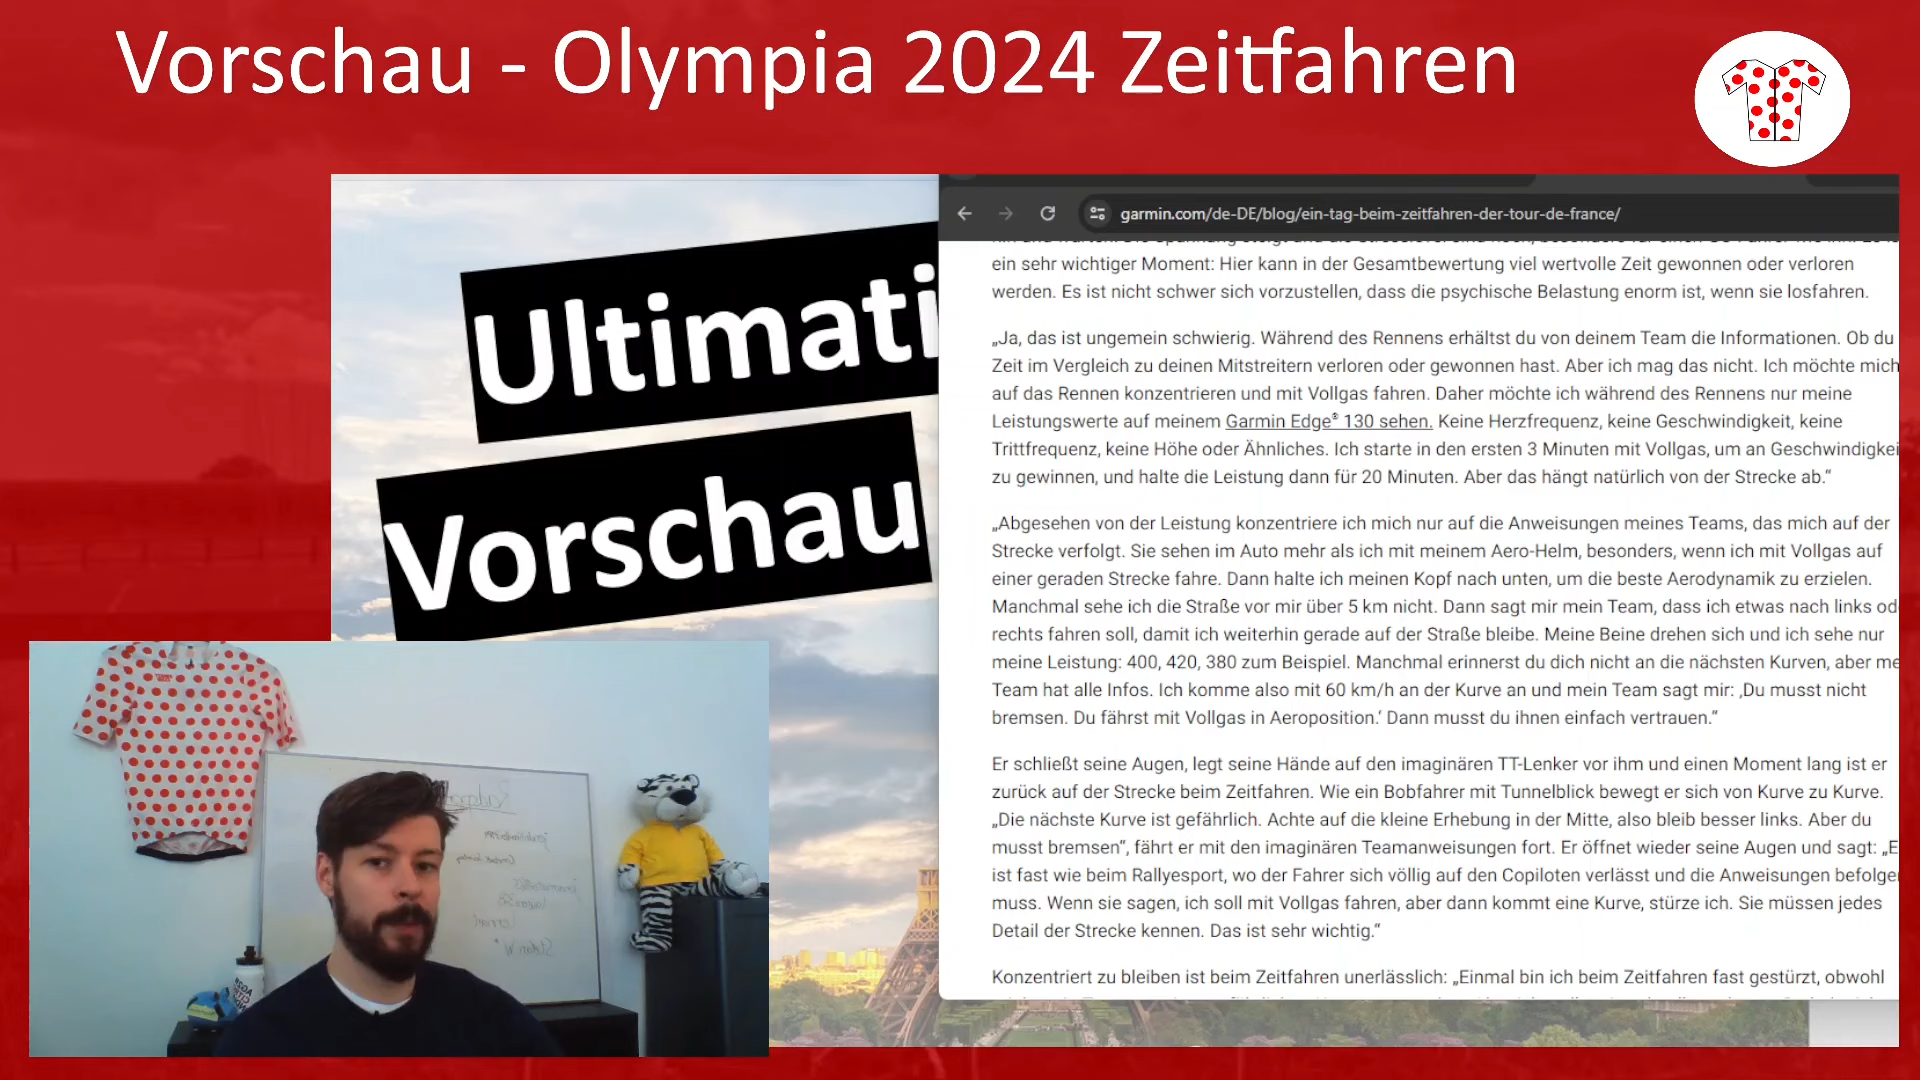 Vorschau - Olympia 2024 Zeitfahren
garmin.com/de-DE/blog/ein-tag-beim-zeitfahren-der-tour-de-france/
Ultimati
Vorschau
ein sehr wichtiger Moment: Hier kann in der Gesamtbewertung viel wertvolle Zeit gewonnen oder verloren
werden. Es ist nicht schwer sich vorzustellen, dass die psychische Belastung enorm ist, wenn sie losfahren.
„Ja, das ist ungemein schwierig. Während des Rennens erhältst du von deinem Team die Informationen. Ob du
Zeit im Vergleich zu deinen Mitstreitern verloren oder gewonnen hast. Aber ich mag das nicht. Ich möchte mich
auf das Rennen konzentrieren und mit Vollgas fahren. Daher möchte ich während des Rennens nur meine
Leistungswerte auf meinem Garmin Edge® 130 sehen. Keine Herzfrequenz, keine Geschwindigkeit, keine
Trittfrequenz, keine Höhe oder Ähnliches. Ich starte in den ersten 3 Minuten mit Vollgas, um an Geschwindigkei
zu gewinnen, und halte die Leistung dann für 20 Minuten. Aber das hängt natürlich von der Strecke ab.“
„Abgesehen von der Leistung konzentriere ich mich nur auf die Anweisungen meines Teams, das mich auf der
Strecke verfolgt. Sie sehen im Auto mehr als ich mit meinem Aero-Helm, besonders, wenn ich mit Vollgas auf
einer geraden Strecke fahre. Dann halte ich meinen Kopf nach unten, um die beste Aerodynamik zu erzielen.
Manchmal sehe ich die Straße vor mir über 5 km nicht. Dann sagt mir mein Team, dass ich etwas nach links od
rechts fahren soll, damit ich weiterhin gerade auf der Straße bleibe. Meine Beine drehen sich und ich sehe nur
meine Leistung: 400, 420, 380 zum Beispiel. Manchmal erinnerst du dich nicht an die nächsten Kurven, aber me
Team hat alle Infos. Ich komme also mit 60 km/h an der Kurve an und mein Team sagt mir: ‚Du musst nicht
bremsen. Du fährst mit Vollgas in Aeroposition.‘ Dann musst du ihnen einfach vertrauen.“
Er schließt seine Augen, legt seine Hände auf den imaginären TT-Lenker vor ihm und einen Moment lang ist er
zurück auf der Strecke beim Zeitfahren. Wie ein Bobfahrer mit Tunnelblick bewegt er sich von Kurve zu Kurve.
„Die nächste Kurve ist gefährlich. Achte auf die kleine Erhebung in der Mitte, also bleib besser links. Aber du
musst bremsen“, fährt er mit den imaginären Teamanweisungen fort. Er öffnet wieder seine Augen und sagt: „E
ist fast wie beim Rallyesport, wo der Fahrer sich völlig auf den Copiloten verlässt und die Anweisungen befolge
muss. Wenn sie sagen, ich soll mit Vollgas fahren, aber dann kommt eine Kurve, stürze ich. Sie müssen jedes
Detail der Strecke kennen. Das ist sehr wichtig.“
Konzentriert zu bleiben ist beim Zeitfahren unerlässlich: „Einmal bin ich beim Zeitfahren fast gestürzt, obwohl